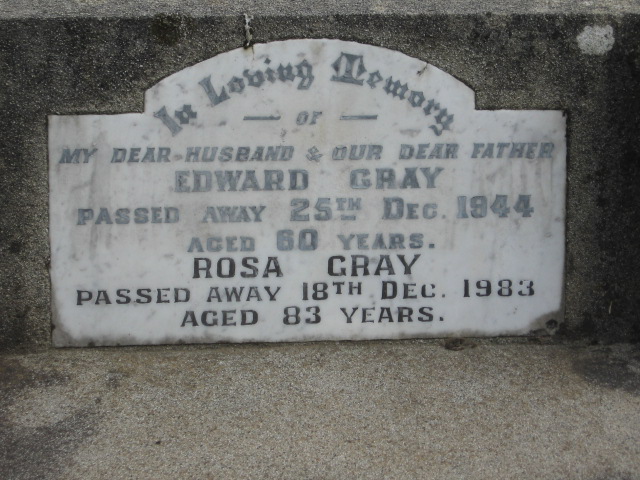 In Loving Memory
— OF —
MY DEAR HUSBAND & OUR DEAR FATHER
EDWARD GRAY
PASSED AWAY 25TH DEC. 1944
AGED 60 YEARS.
ROSA GRAY
PASSED AWAY 18TH DEC. 1983
AGED 83 YEARS.